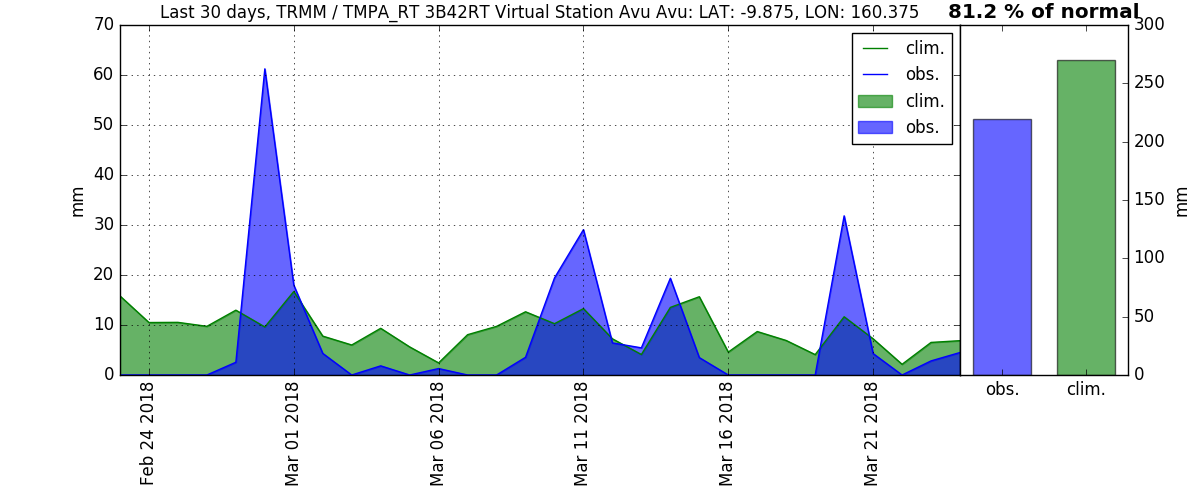 Last 30 days, TRMM / TMPA_RT 3B42RT Virtual Station Avu Avu: LAT: -9.875, LON: 160.375
81.2 % of normal
70
60
50
40
30
20
10
0
mm
Feb 24 2018
Mar 01 2018
Mar 06 2018
Mar 11 2018
Mar 16 2018
Mar 21 2018
clim.
obs.
clim.
obs.
300
250
200
150
100
50
0
mm
obs.
clim.